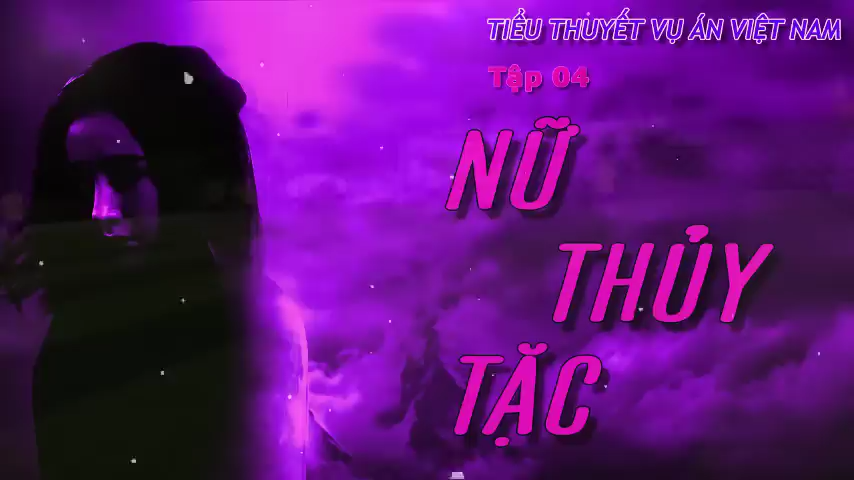 TIỂU THUYẾT VỤ ÁN VIỆT NAM
Tập 04
NỮ
THỦY
TẶC